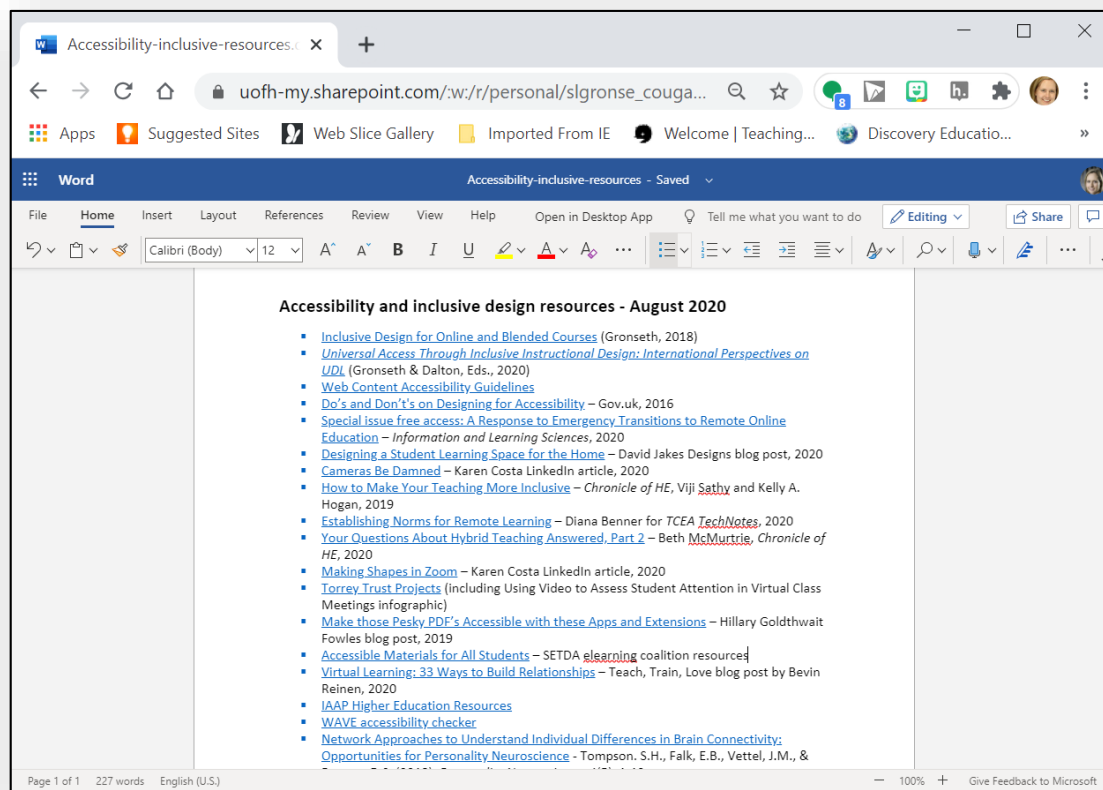 Accessibility-inclusive-resources.
uofh-my.sharepoint.com/:w:/r/personal/slgronse_couga...
8
h.
Apps Suggested Sites Web Slice Gallery Imported From IE Welcome | Teaching... Discovery Educatio... »
Word Accessibility-inclusive-resources - Saved
File Home Insert Layout References Review View Help Open in Desktop App Tell me what you want to do Editing Share
Calibri (Body) 12 A A B I U A A ...
Accessibility and inclusive design resources - August 2020
Inclusive Design for Online and Blended Courses (Gronseth, 2018)
Universal Access Through Inclusive Instructional Design: International Perspectives on
UDL (Gronseth & Dalton, Eds., 2020)
Web Content Accessibility Guidelines
Do's and Don't's on Designing for Accessibility – Gov.uk, 2016
Special issue free access: A Response to Emergency Transitions to Remote Online
Education – Information and Learning Sciences, 2020
Designing a Student Learning Space for the Home – David Jakes Designs blog post, 2020
Cameras Be Damned – Karen Costa LinkedIn article, 2020
How to Make Your Teaching More Inclusive – Chronicle of HE, Viji Sathy and Kelly A.
Hogan, 2019
Establishing Norms for Remote Learning – Diana Benner for TCEA TechNotes, 2020
Your Questions About Hybrid Teaching Answered, Part 2 – Beth McMurtrie, Chronicle of
HE, 2020
Making Shapes in Zoom – Karen Costa LinkedIn article, 2020
Torrey Trust Projects (including Using Video to Assess Student Attention in Virtual Class
Meetings infographic)
Make those Pesky PDF's Accessible with these Apps and Extensions – Hillary Goldthwait
Fowles blog post, 2019
Accessible Materials for All Students – SETDA elearning coalition resources
Virtual Learning: 33 Ways to Build Relationships – Teach, Train, Love blog post by Bevin
Reinen, 2020
IAAP Higher Education Resources
WAVE accessibility checker
Network Approaches to Understand Individual Differences in Brain Connectivity:
Opportunities for Personality Neuroscience - Tompson. S.H., Falk, E.B., Vettel, J.M., &
Page 1 of 1 227 words English (U.S.) 100% Give Feedback to Microsoft